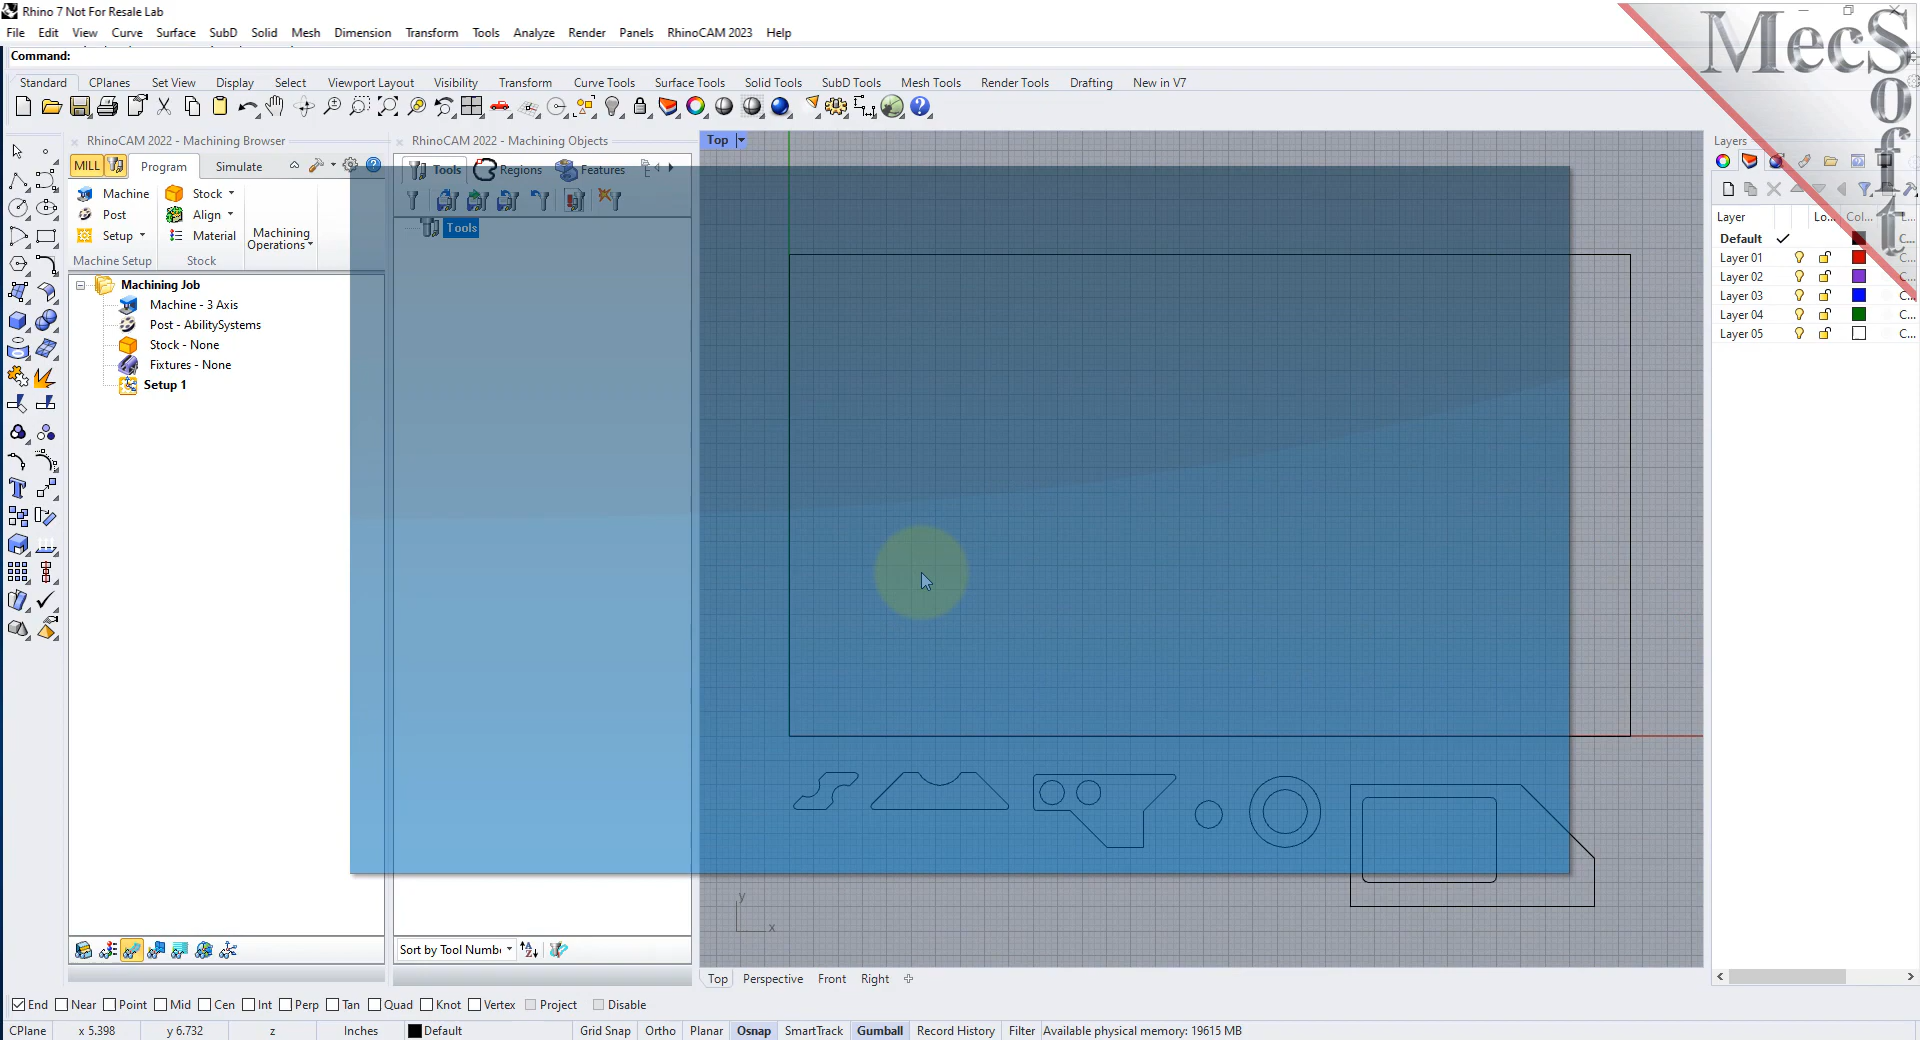 Rhino 7 Not For Resale Lab
File Edit View Curve Surface SubD Solid Mesh Dimension Transform Tools Analyze Render Panels RhinoCAM 2023 Help
Command:
Standard CPlanes Set View Display Select Viewport Layout Visibility Transform Curve Tools Surface Tools Solid Tools SubD Tools Mesh Tools Render Tools Drafting New in V7
MecSoft
RhinoCAM 2022 - Machining Browser
MILL Program Simulate
Machine Stock
Post Align
Setup Material
Machining Operations
Machine Setup Stock
Machining Job
Machine - 3 Axis
Post - AbilitySystems
Stock - None
Fixtures - None
Setup 1
RhinoCAM 2022 - Machining Objects
Tools Regions Features
Tools
Sort by Tool Numbe
Top
y
x
Top Perspective Front Right
Layers
Layer Lo... Col... L...
Default C...
Layer 01 C...
Layer 02 C...
Layer 03 C...
Layer 04 C...
Layer 05 C...
End Near Point Mid Cen Int Perp Tan Quad Knot Vertex Project Disable
CPlane x 5.398 y 6.732 z Inches Default Grid Snap Ortho Planar Osnap SmartTrack Gumball Record History Filter Available physical memory: 19615 MB